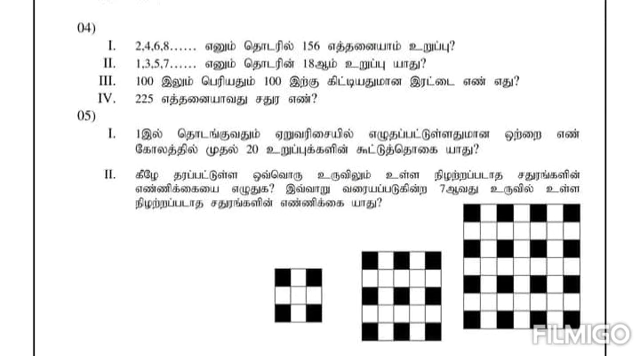 04)
I. 2,4,6,8...... எனும் தொடரில் 156 எத்தனையாம் உறுப்பு?
II. 1,3,5,7...... எனும் தொடரின் 18ஆம் உறுப்பு யாது?
III. 100 இலும் பெரியதும் 100 இற்கு கிட்டியதுமான இரட்டை எண் எது?
IV. 225 எத்தனையாவது சதுர எண்?
05)
I. 1இல் தொடங்குவதும் ஏறுவரிசையில் எழுதப்பட்டுள்ளதுமான ஒற்றை எண்
கோலத்தில் முதல் 20 உறுப்புக்களின் கூட்டுத்தொகை யாது?
II. கீழே தரப்பட்டுள்ள ஒவ்வொரு உருவிலும் உள்ள நிழற்றப்படாத சதுரங்களின்
எண்ணிக்கையை எழுதுக? இவ்வாறு வரையப்படுகின்ற 7ஆவது உருவில் உள்ள
நிழற்றப்படாத சதுரங்களின் எண்ணிக்கை யாது?
FILMIGO